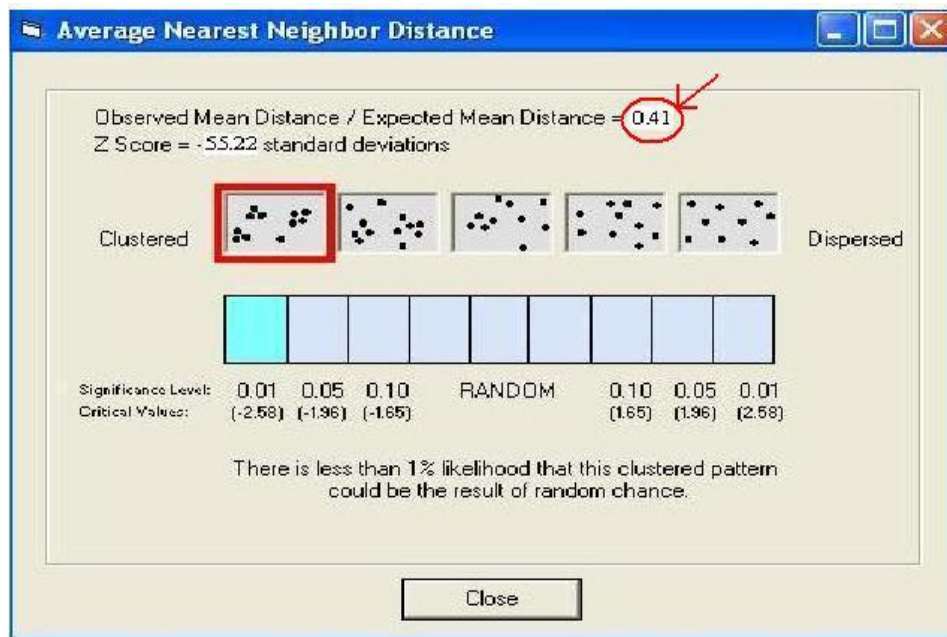 Average Nearest Neighbor Distance
Observed Mean Distance / Expected Mean Distance = 0.41
Z Score = -55.22 standard deviations
Clustered
Dispersed
Significance Level: 0.01 0.05 0.10 RANDOM 0.10 0.05 0.01
Critical Values: (-2.58) (-1.96) (-1.65) (1.65) (1.96) (2.58)
There is less than 1% likelihood that this clustered pattern
could be the result of random chance.
Close